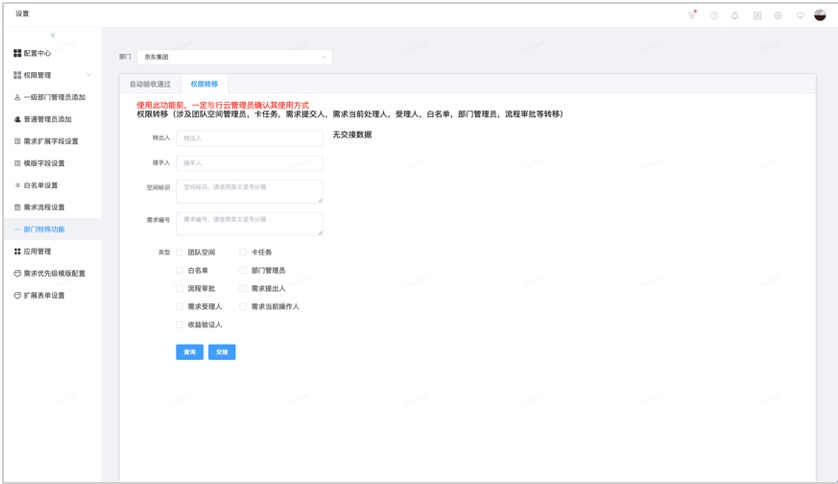 设置
配置中心
权限管理
一级部门管理员添加
普通管理员添加
需求扩展字段设置
模版字段设置
白名单设置
需求流程设置
部门特殊功能
应用管理
需求优先级模版配置
扩展表单设置
部门 京东集团
自动验收通过 权限转移
使用此功能前，一定与行云管理员确认其使用方式
权限转移（涉及团队空间管理员，卡任务，需求提交人，需求当前处理人，受理人，白名单，部门管理员，流程审批等转移）
转出人 转出人 无交接数据
接手人 接手人
空间标识 空间标识，请使用英文逗号分隔
需求编号 需求编号，请使用英文逗号分隔
类型 团队空间 卡任务
白名单 部门管理员
流程审批 需求提出人
需求受理人 需求当前操作人
收益验证人
查询 交接